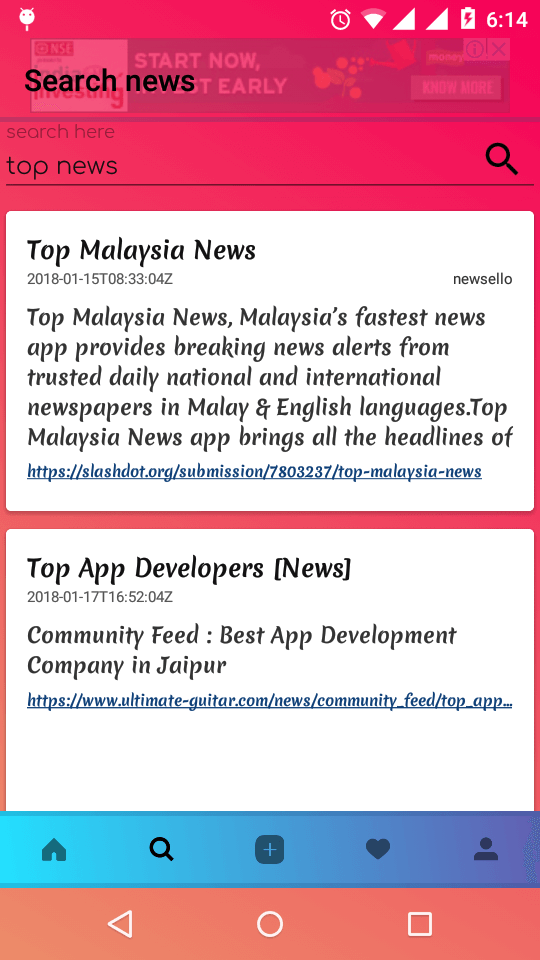 6:14
NSE
START NOW,
INVEST EARLY
money
KNOW MORE
investing
Search news
search here
top news
Top Malaysia News
2018-01-15T08:33:04Z
newsello
Top Malaysia News, Malaysia’s fastest news
app provides breaking news alerts from
trusted daily national and international
newspapers in Malay & English languages.Top
Malaysia News app brings all the headlines of
https://slashdot.org/submission/7803237/top-malaysia-news
Top App Developers [News]
2018-01-17T16:52:04Z
Community Feed : Best App Development
Company in Jaipur
https://www.ultimate-guitar.com/news/community_feed/top_app...